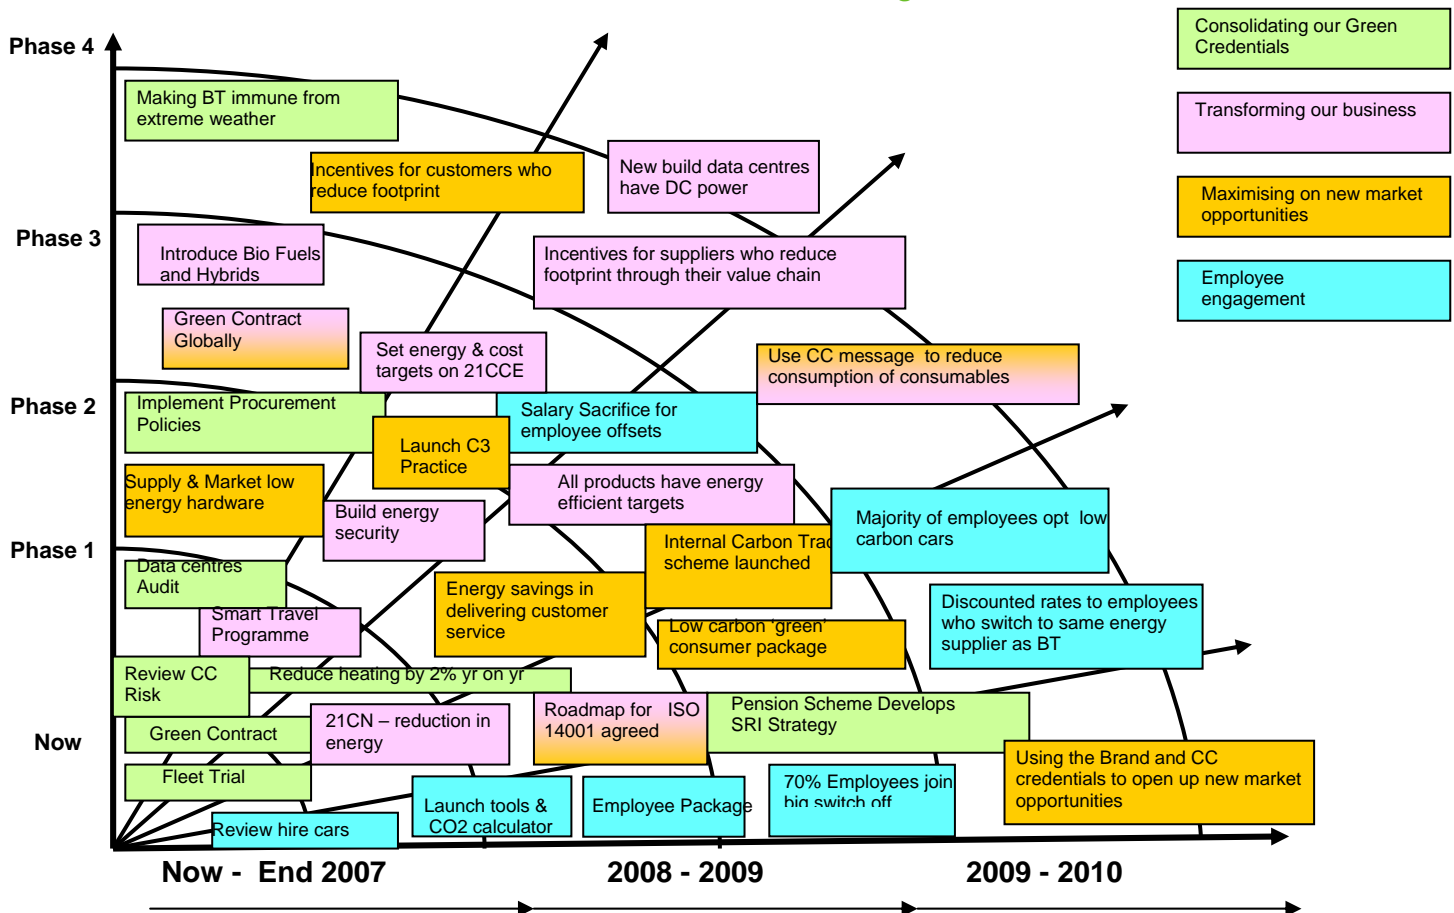 Phase 4
Consolidating our Green
Credentials
Making BT immune from
extreme weather
Transforming our business
Incentives for customers who
reduce footprint
New build data centres
have DC power
Maximising on new market
opportunities
Phase 3
Introduce Bio Fuels
and Hybrids
Incentives for suppliers who reduce
footprint through their value chain
Employee
engagement
Green Contract
Globally
Set energy & cost
targets on 21CCE
Use CC message  to reduce
consumption of consumables
Phase 2
Implement Procurement
Policies
Salary Sacrifice for
employee offsets
Launch C3
Practice
Supply & Market low
energy hardware
All products have energy
efficient targets
Build energy
security
Majority of employees opt  low
carbon cars
Phase 1
Data centres
Audit
Internal Carbon Trad
scheme launched
Energy savings in
delivering customer
service
Discounted rates to employees
who switch to same energy
supplier as BT
Smart Travel
Programme
Low carbon 'green'
consumer package
Review CC
Risk
Reduce heating by 2% yr on yr
Now
Green Contract
21CN – reduction in
energy
Roadmap for   ISO
14001 agreed
Pension Scheme Develops
SRI Strategy
Using the Brand and CC
credentials to open up new market
opportunities
Fleet Trial
Launch tools &
CO2 calculator
Employee Package
70% Employees join
big switch off
Review hire cars
Now -  End 2007
2008 - 2009
2009 - 2010